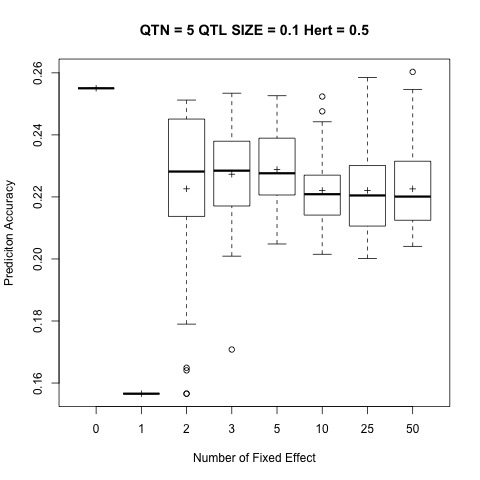 QTN = 5 QTL SIZE = 0.1 Hert = 0.5
0.26
0.24
0.22
0.20
0.18
0.16
Prediciton Accuracy
0 1 2 3 5 10 25 50
Number of Fixed Effect